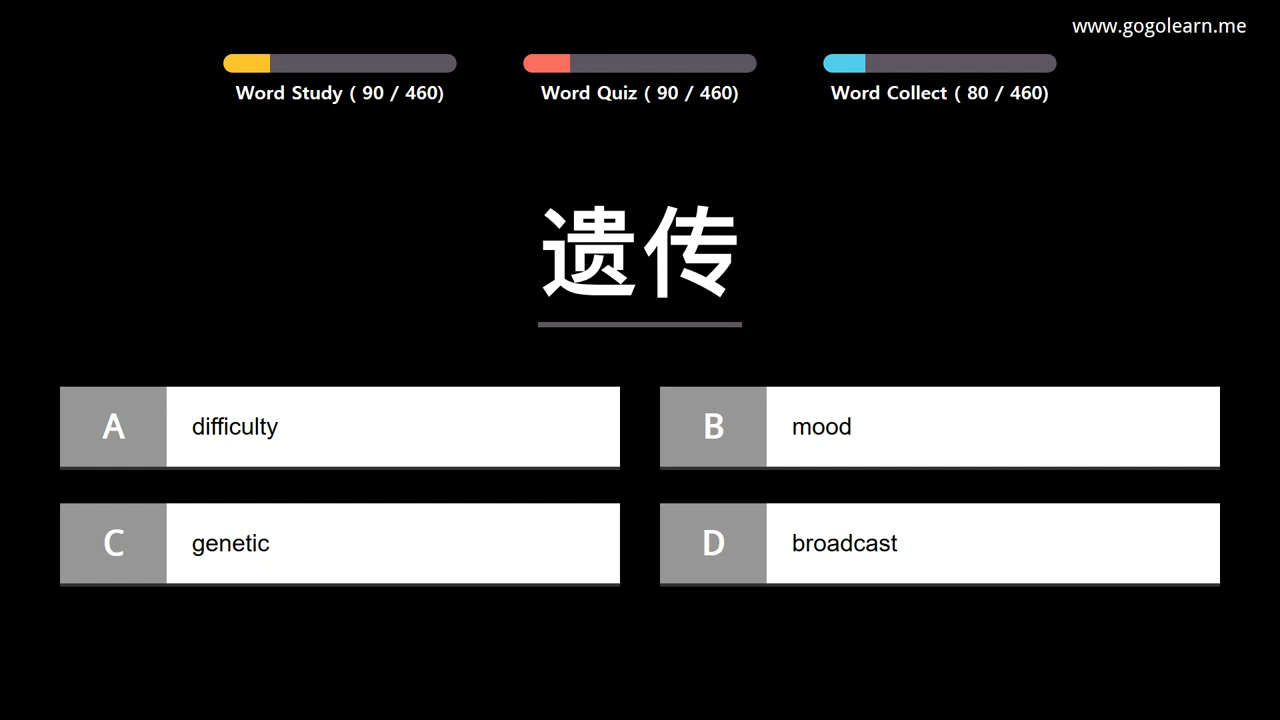 www.gogolearn.me
Word Study ( 90 / 460)
Word Quiz ( 90 / 460)
Word Collect ( 80 / 460)
遗传
A difficulty
B mood
C genetic
D broadcast